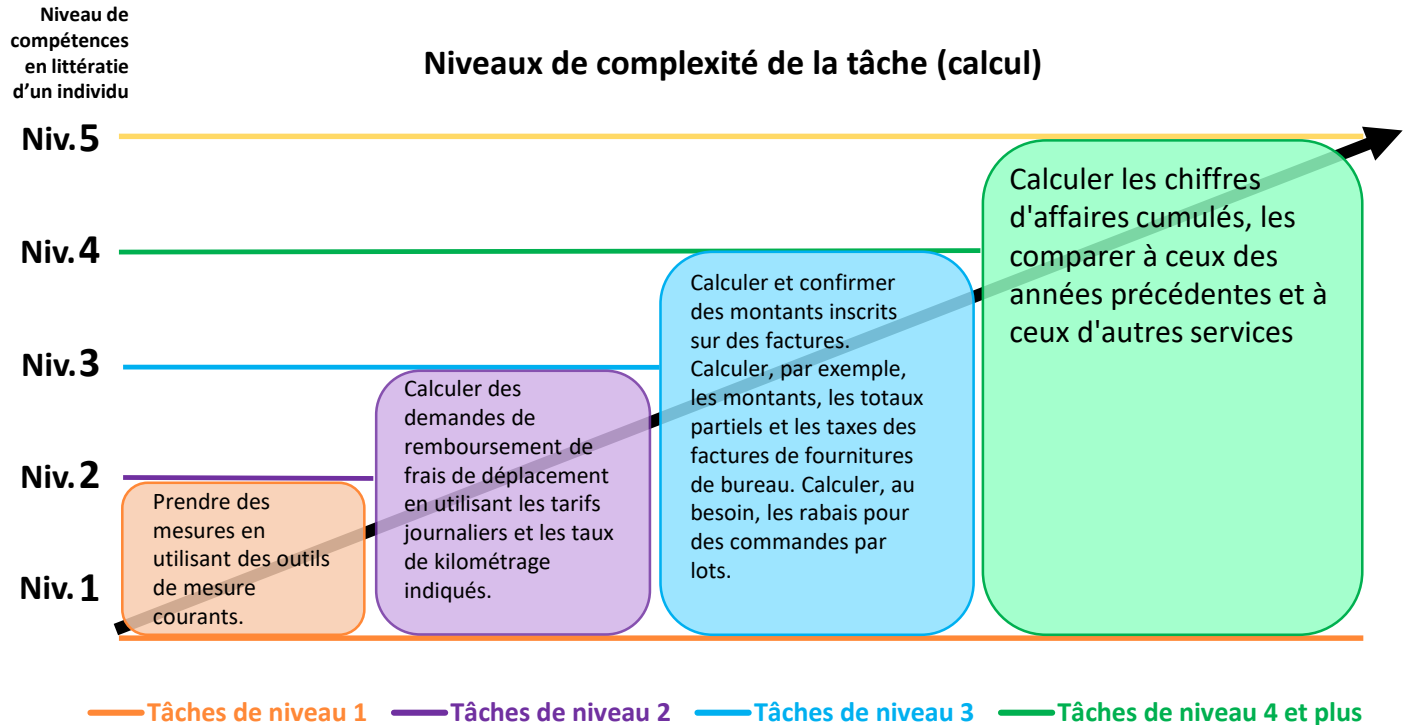 Niveau de
compétences
en littératie
d'un individu
Niveaux de complexité de la tâche (calcul)
Niv. 5
Niv. 4
Niv. 3
Niv. 2
Niv. 1
Prendre des
mesures en
utilisant des outils
de mesure
courants.
Calculer des
demandes de
remboursement de
frais de déplacement
en utilisant les tarifs
journaliers et les taux
de kilométrage
indiqués.
Calculer et confirmer
des montants inscrits
sur des factures.
Calculer, par exemple,
les montants, les totaux
partiels et les taxes des
factures de fournitures
de bureau. Calculer, au
besoin, les rabais pour
des commandes par
lots.
Calculer les chiffres
d'affaires cumulés, les
comparer à ceux des
années précédentes et à
ceux d'autres services
Tâches de niveau 1
Tâches de niveau 2
Tâches de niveau 3
Tâches de niveau 4 et plus